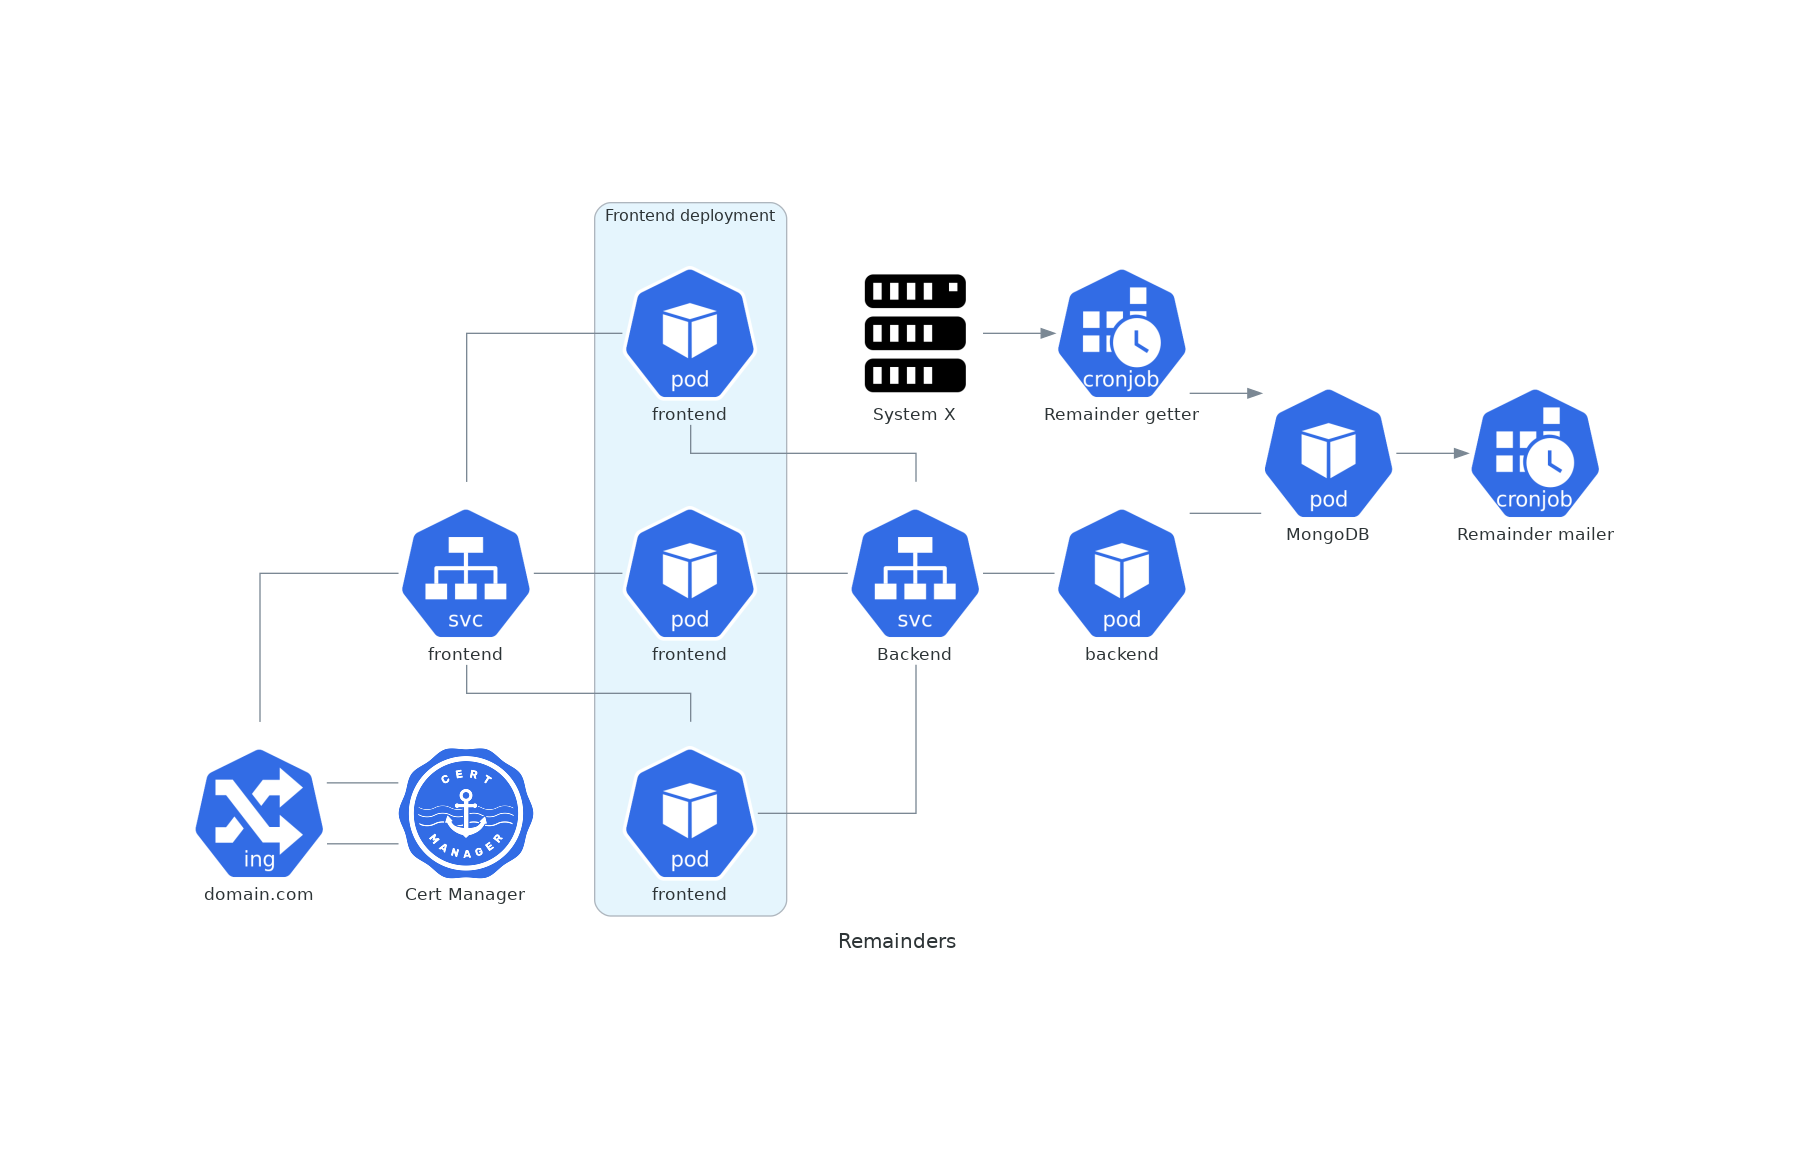 Frontend deployment
pod
frontend
System X
cronjob
Remainder getter
pod
MongoDB
cronjob
Remainder mailer
svc
frontend
pod
frontend
svc
Backend
pod
backend
ing
domain.com
CERT
MANAGER
Cert Manager
pod
frontend
Remainders